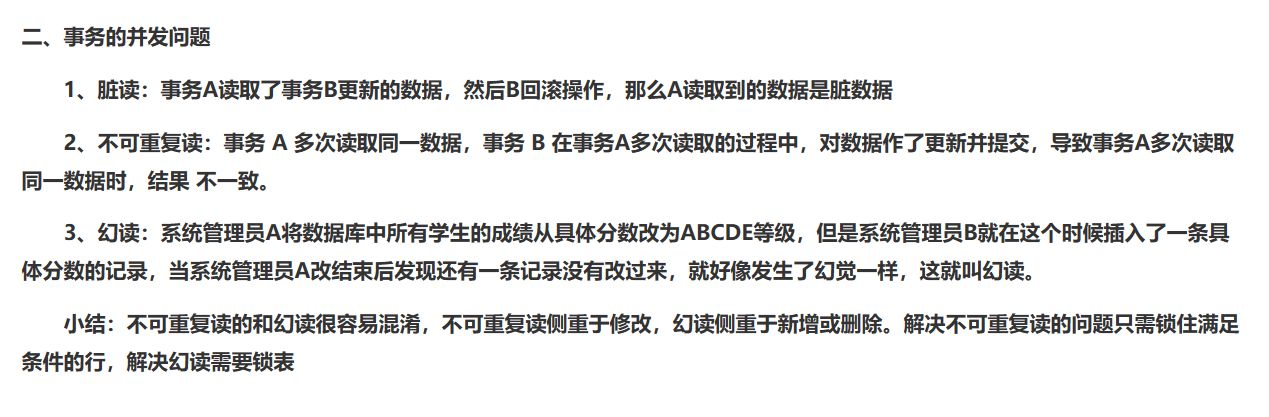 二、事务的并发问题
1、脏读：事务A读取了事务B更新的数据，然后B回滚操作，那么A读取到的数据是脏数据
2、不可重复读：事务 A 多次读取同一数据，事务 B 在事务A多次读取的过程中，对数据作了更新并提交，导致事务A多次读取
同一数据时，结果 不一致。
3、幻读：系统管理员A将数据库中所有学生的成绩从具体分数改为ABCDE等级，但是系统管理员B就在这个时候插入了一条具
体分数的记录，当系统管理员A改结束后发现还有一条记录没有改过来，就好像发生了幻觉一样，这就叫幻读。
小结：不可重复读的和幻读很容易混淆，不可重复读侧重于修改，幻读侧重于新增或删除。解决不可重复读的问题只需锁住满足
条件的行，解决幻读需要锁表